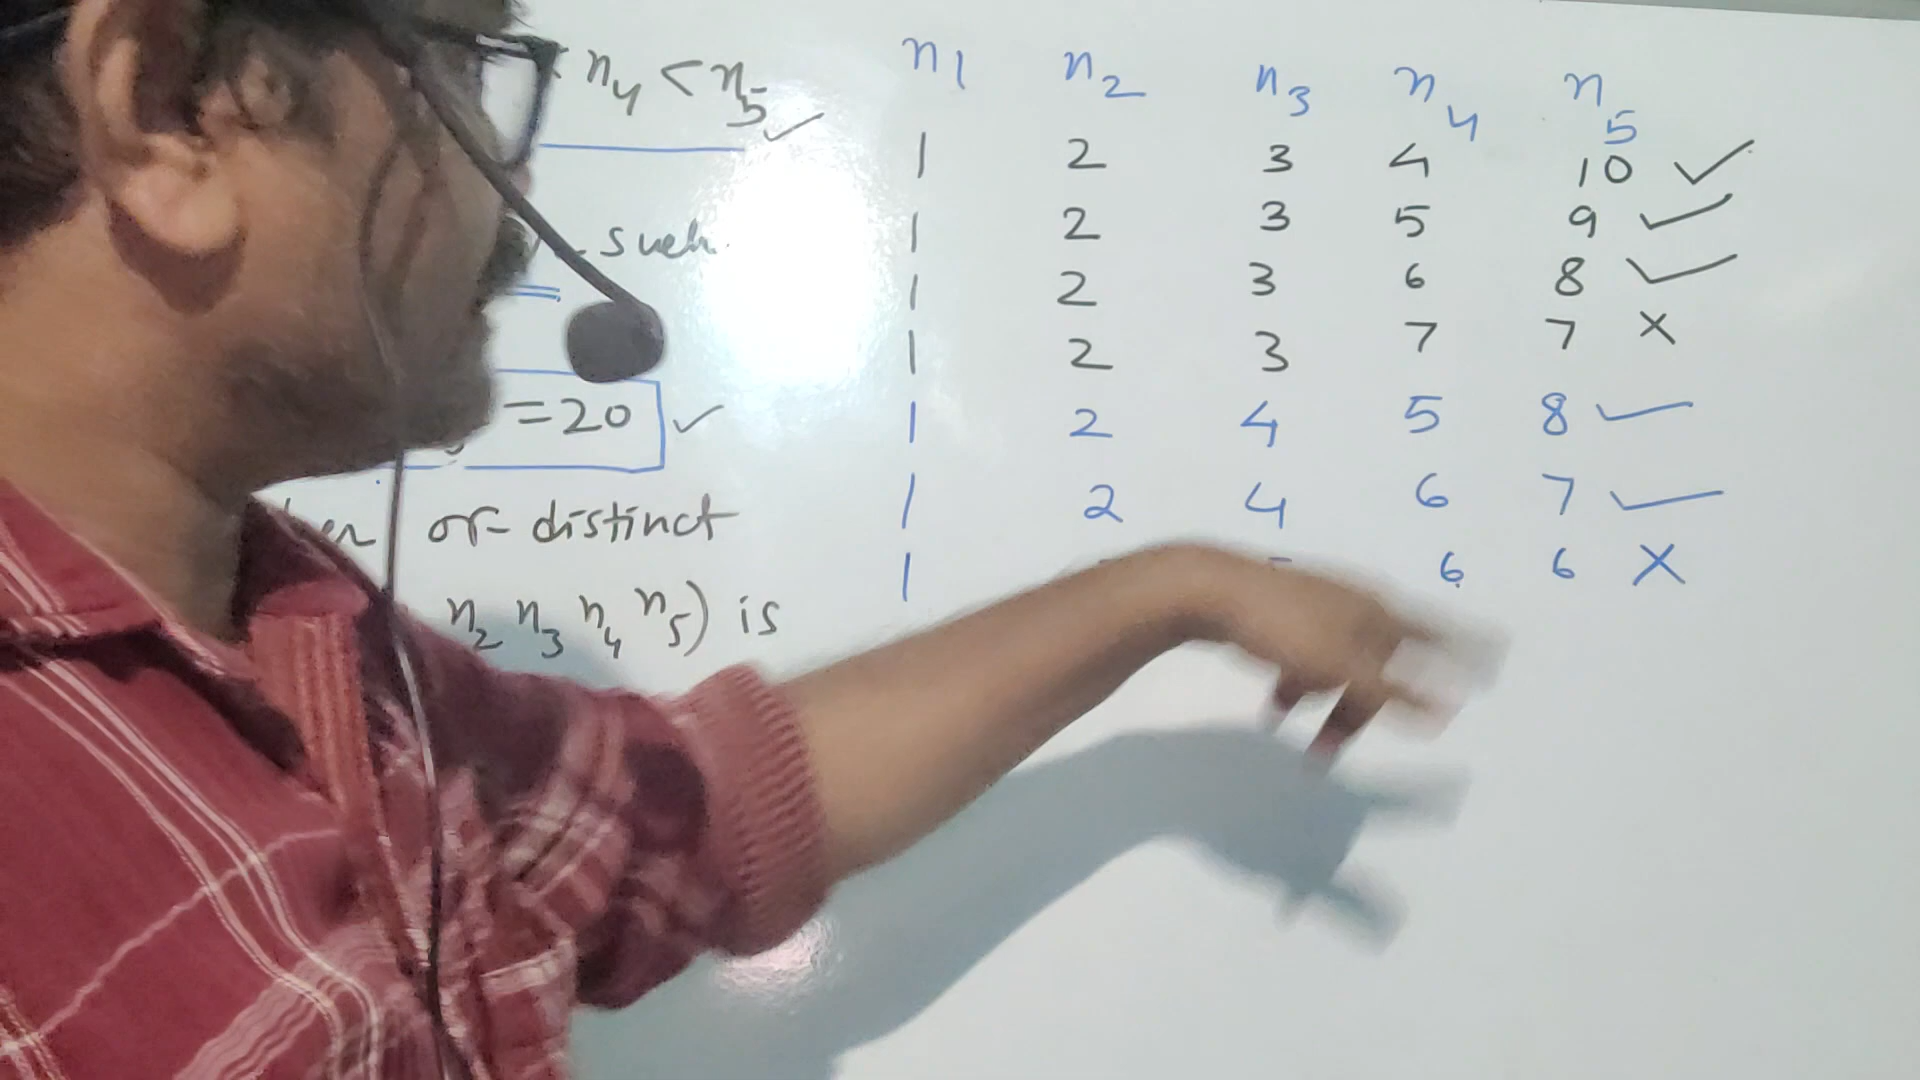 n4 < n5 ✓
such
= 20 ✓
or distinct
n2 n3 n4 n5) is
n1 n2 n3 n4 n5
1 2 3 4 10 ✓
1 2 3 5 9 ✓
1 2 3 6 8 ✓
1 2 3 7 7 ×
1 2 4 5 8 ✓
1 2 4 6 7 ✓
1 6 6 ×